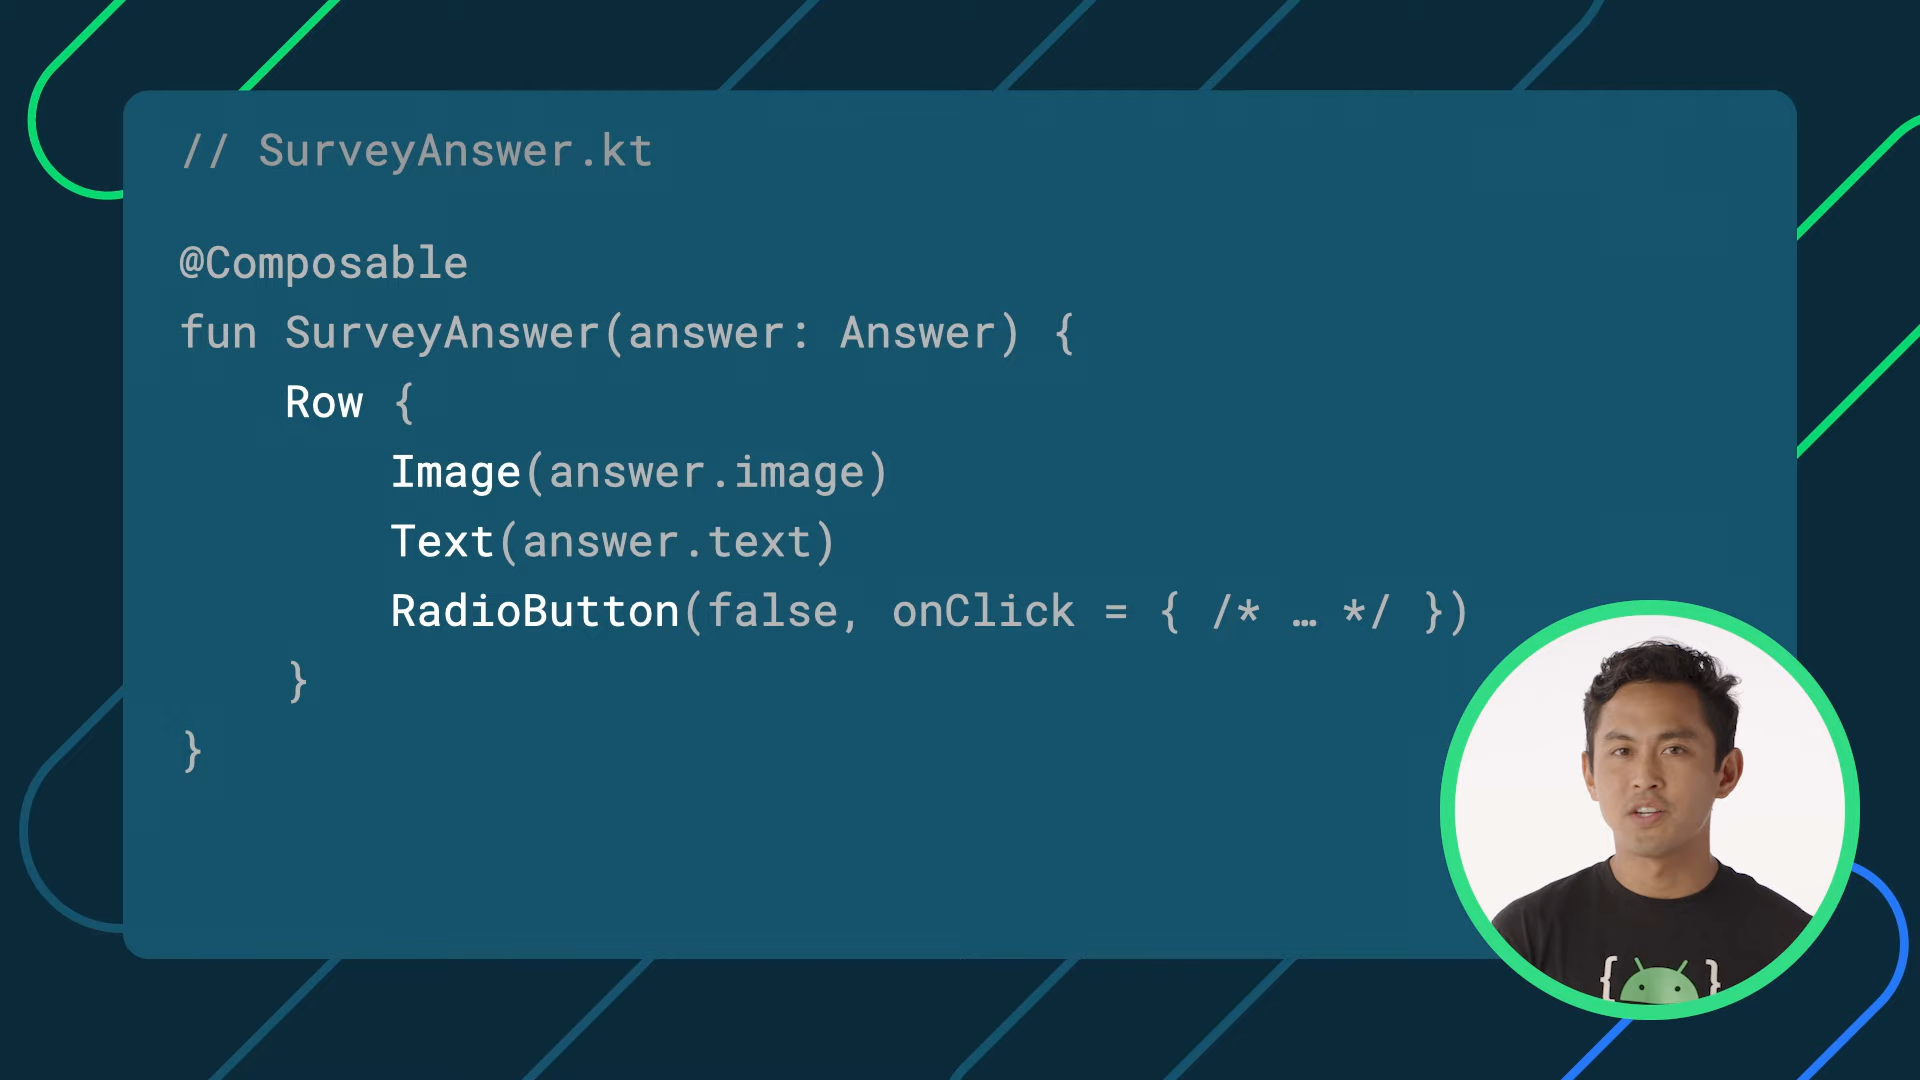 // SurveyAnswer.kt
@Composable
fun SurveyAnswer(answer: Answer) {
    Row {
        Image(answer.image)
        Text(answer.text)
        RadioButton(false, onClick = { /* … */ })
    }
}
{ }